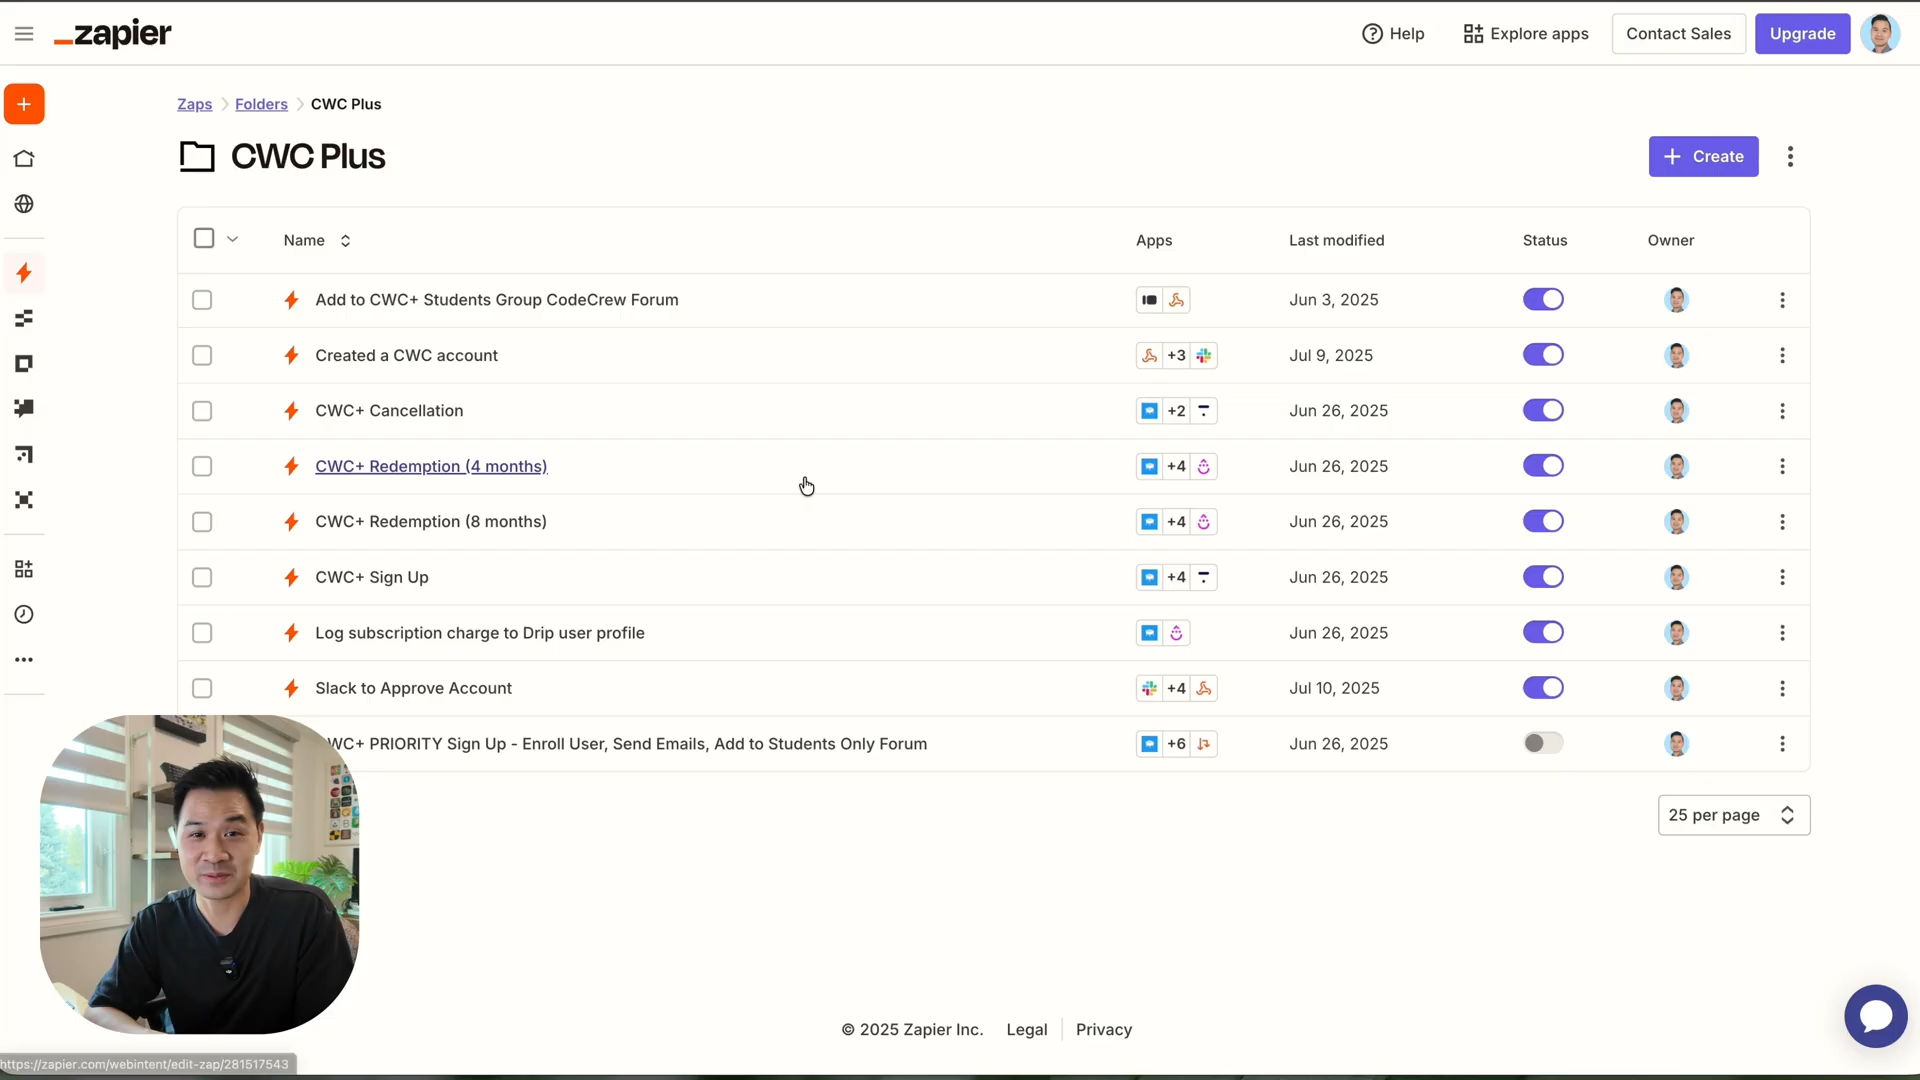 zapier
Help
Explore apps
Contact Sales
Upgrade
Zaps
Folders
CWC Plus
CWC Plus
Create
Name
Apps
Last modified
Status
Owner
Add to CWC+ Students Group CodeCrew Forum
Jun 3, 2025
Created a CWC account
+3
Jul 9, 2025
CWC+ Cancellation
+2
Jun 26, 2025
CWC+ Redemption (4 months)
+4
Jun 26, 2025
CWC+ Redemption (8 months)
+4
Jun 26, 2025
CWC+ Sign Up
+4
Jun 26, 2025
Log subscription charge to Drip user profile
Jun 26, 2025
Slack to Approve Account
+4
Jul 10, 2025
WC+ PRIORITY Sign Up - Enroll User, Send Emails, Add to Students Only Forum
+6
Jun 26, 2025
25 per page
© 2025 Zapier Inc.
Legal
Privacy
https://zapier.com/webintent/edit-zap/281517543